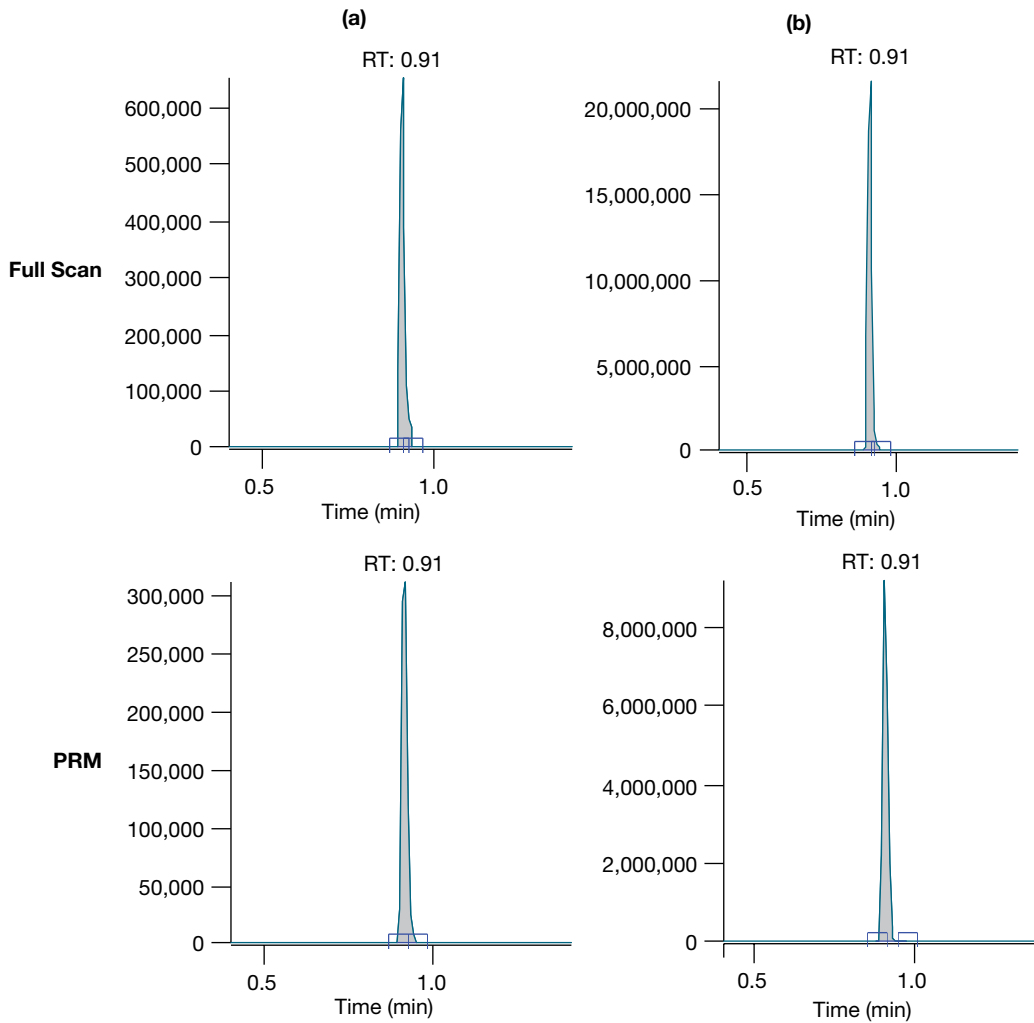 (a)
RT: 0.91
600,000
500,000
400,000
300,000
200,000
100,000
0
0.5
1.0
Time (min)
(b)
RT: 0.91
20,000,000
15,000,000
10,000,000
5,000,000
0
0.5
1.0
Time (min)
Full Scan
RT: 0.91
300,000
250,000
200,000
150,000
100,000
50,000
0
0.5
1.0
Time (min)
RT: 0.91
8,000,000
6,000,000
4,000,000
2,000,000
0
0.5
1.0
Time (min)
PRM